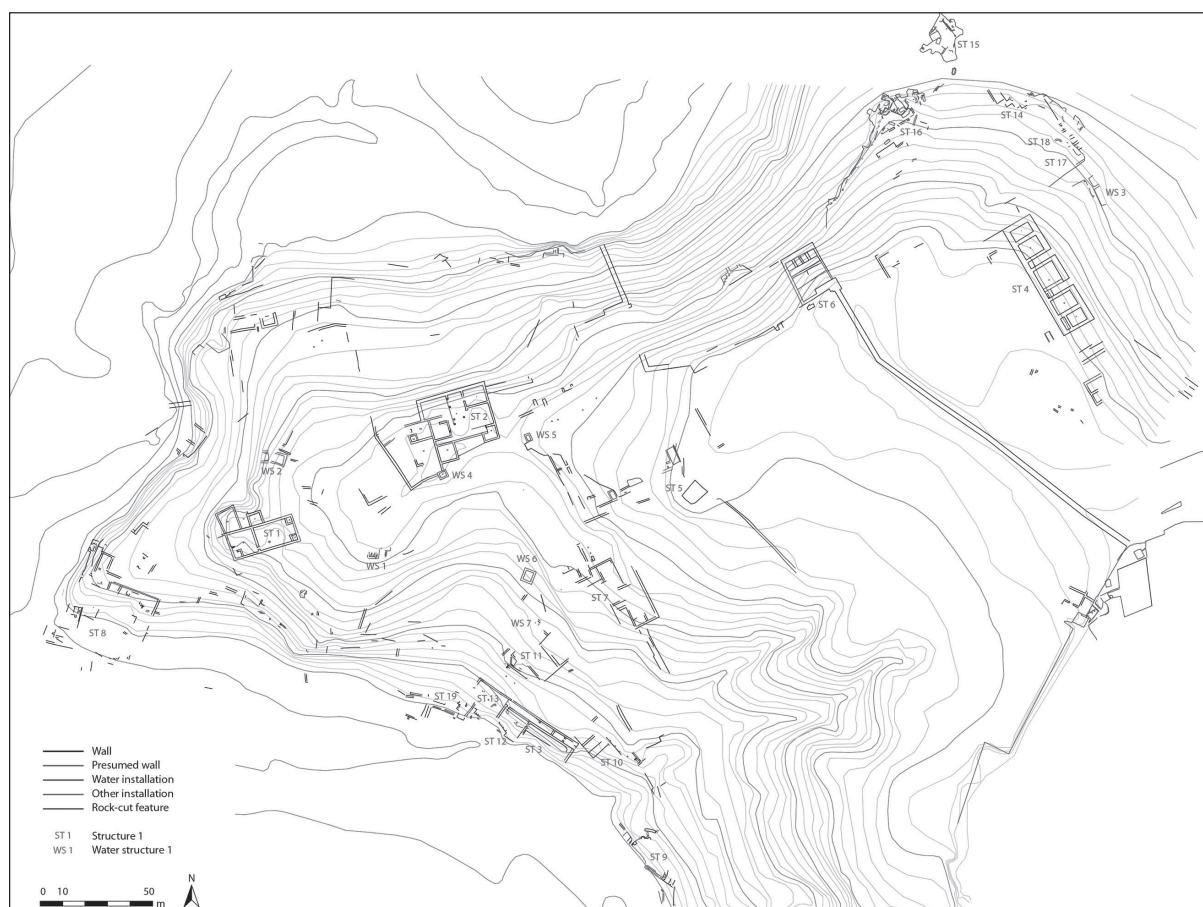 ST 15
ST 14
ST 16
ST 18
ST 17
WS 3
ST 4
ST 6
ST 2
WS 5
WS 4
WS 2
ST 5
ST 1
WS 1
WS 6
ST 7
WS 7
ST 8
ST 11
ST 19
ST 13
ST 12
ST 3
ST 10
ST 9
Wall
Presumed wall
Water installation
Other installation
Rock-cut feature
ST 1 Structure 1
WS 1 Water structure 1
0 10 50 m
N